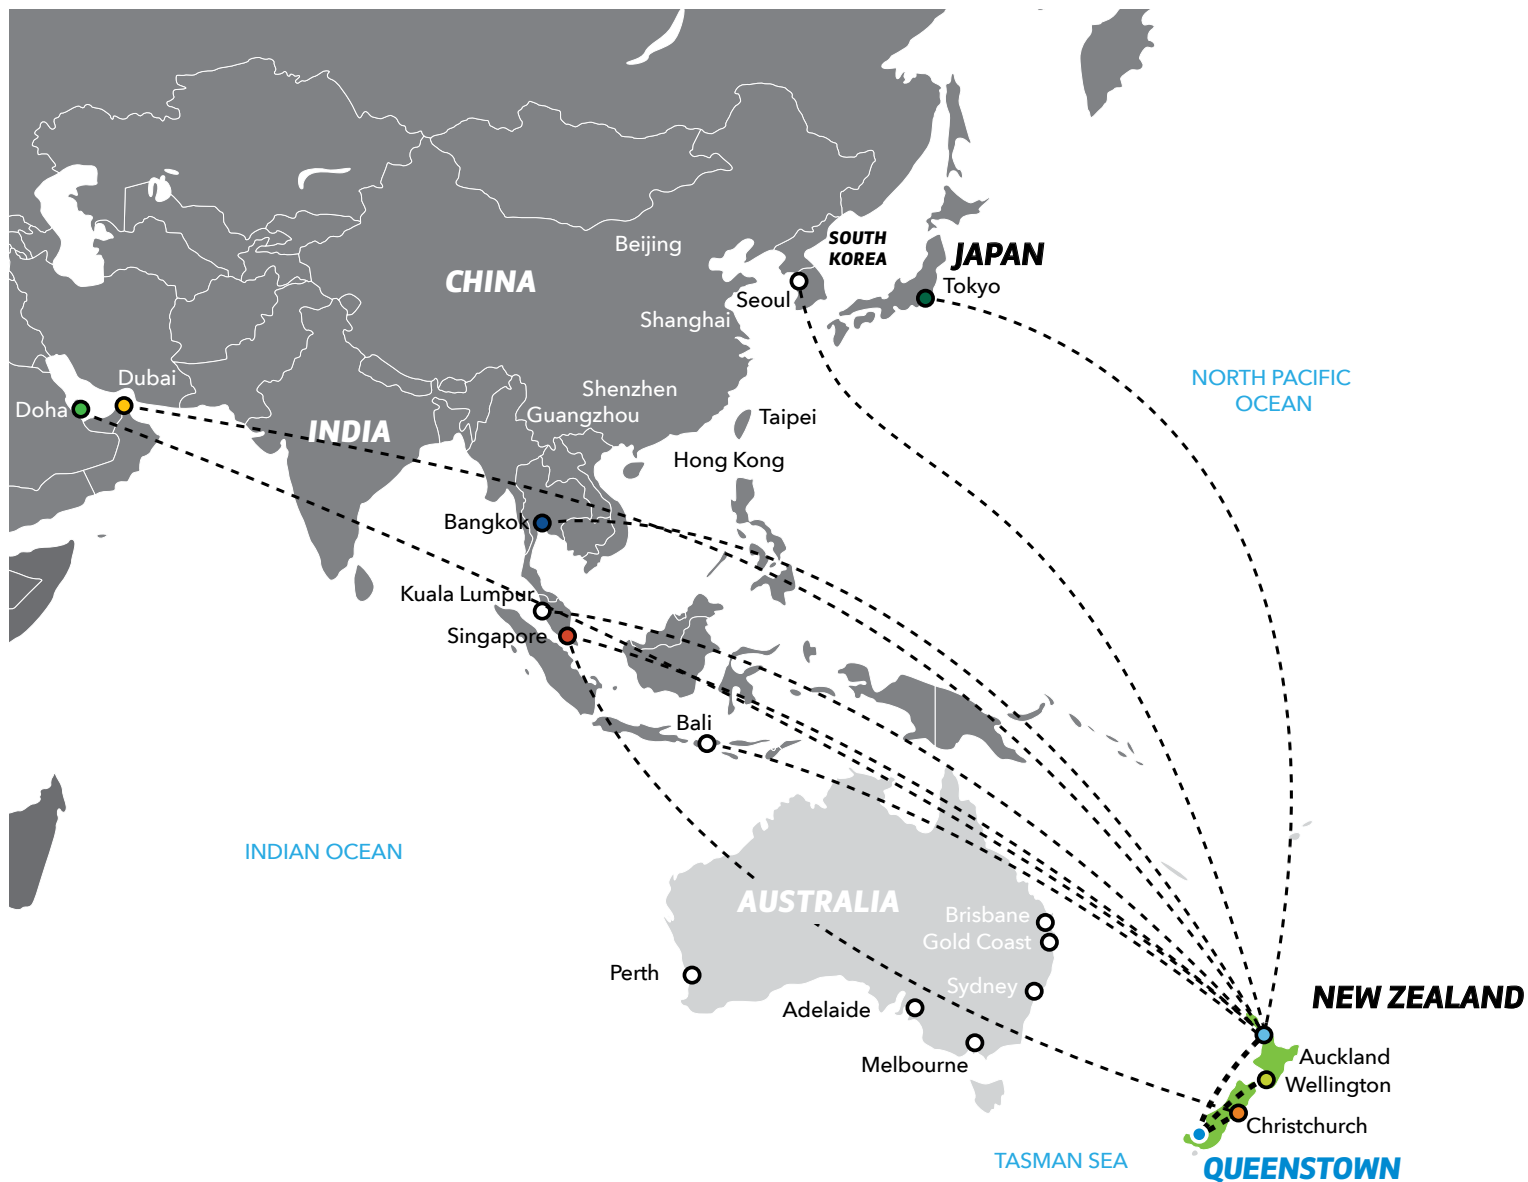 SOUTH
KOREA
JAPAN
Beijing
CHINA
Seoul
Tokyo
Shanghai
Dubai
Doha
INDIA
Shenzhen
Guangzhou
Taipei
Hong Kong
NORTH PACIFIC
OCEAN
Bangkok
Kuala Lumpur
Singapore
Bali
INDIAN OCEAN
AUSTRALIA
Brisbane
Gold Coast
Perth
Sydney
Adelaide
Melbourne
NEW ZEALAND
Auckland
Wellington
Christchurch
TASMAN SEA
QUEENSTOWN